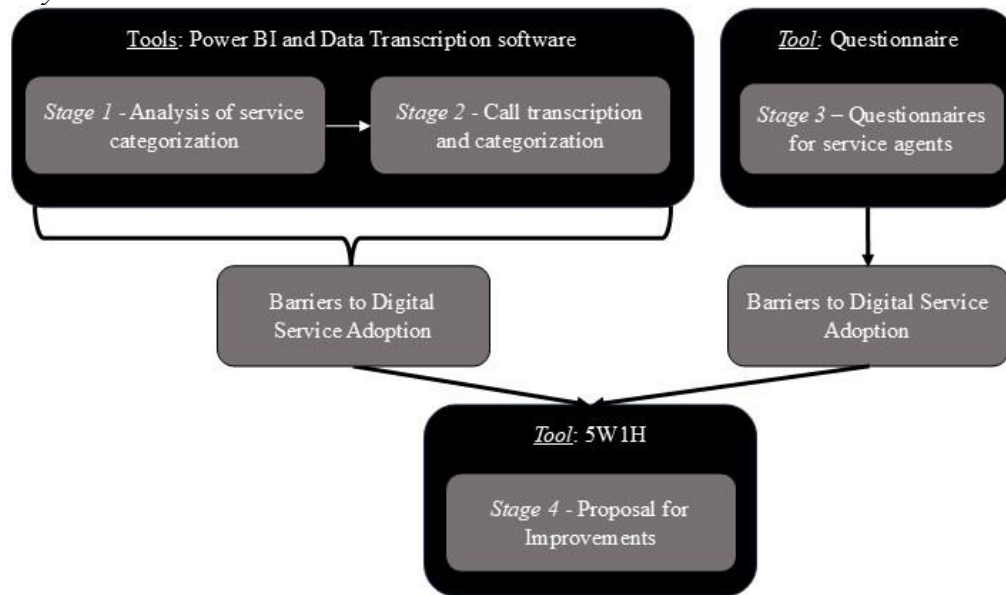 Tools: Power BI and Data Transcription software
Stage 1 - Analysis of service
categorization
Stage 2 - Call transcription
and categorization
Tool: Questionnaire
Stage 3 – Questionnaires
for service agents
Barriers to Digital
Service Adoption
Barriers to Digital Service
Adoption
Tool: 5W1H
Stage 4 - Proposal for
Improvements